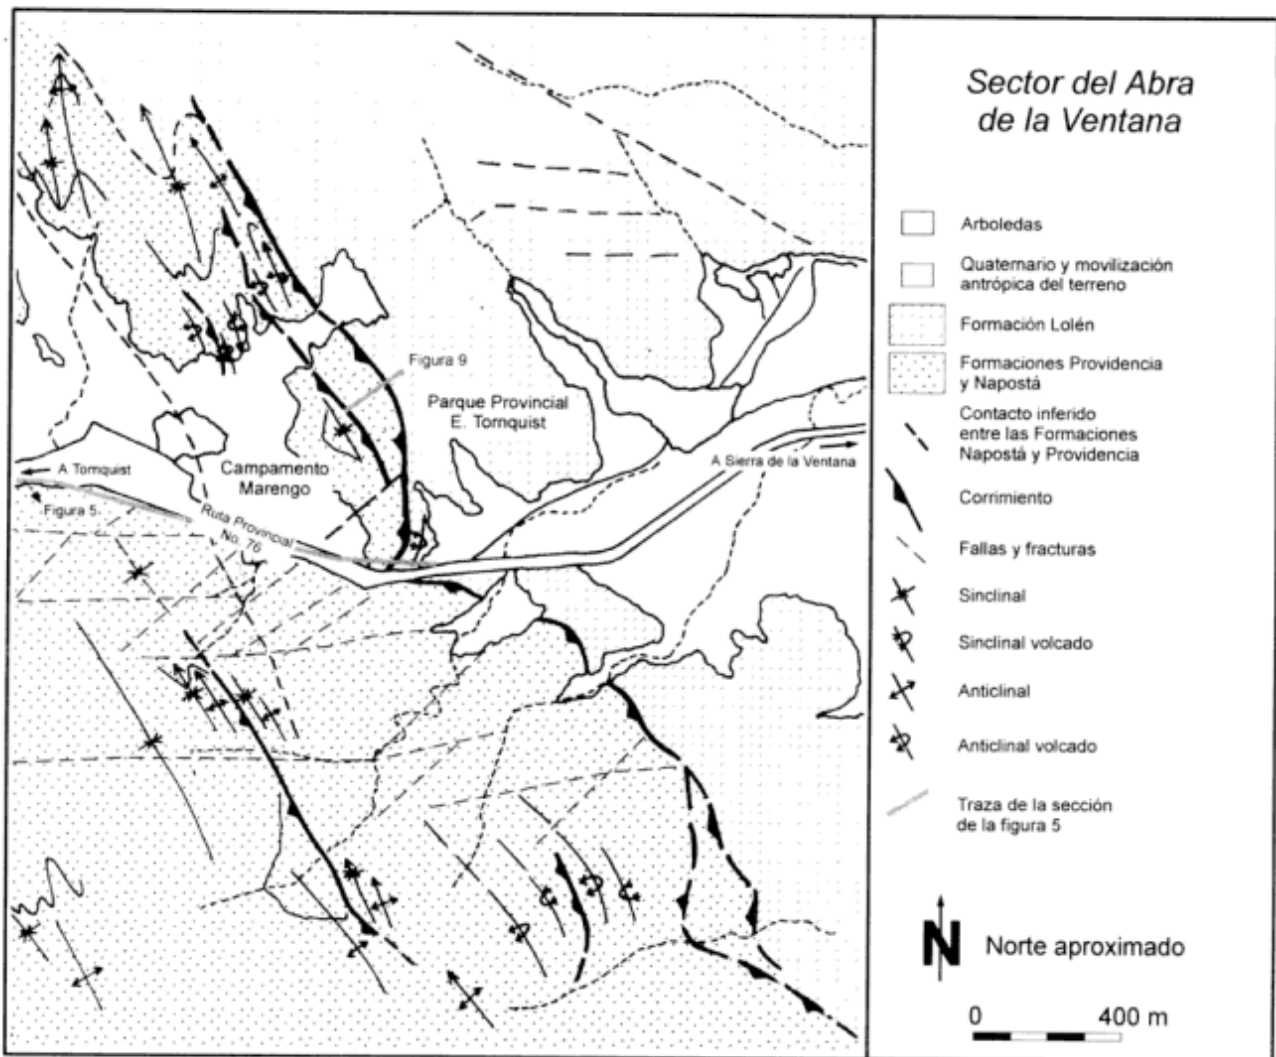 Sector del Abra
de la Ventana
Arboledas
Quaternario y movilización
antrópica del terreno
Formación Lolén
Formaciones Providencia
y Napostá
Contacto inferido
entre las Formaciones
Napostá y Providencia
Corrimiento
Fallas y fracturas
Sinclinal
Sinclinal volcado
Anticlinal
Anticlinal volcado
Traza de la sección
de la figura 5
N
Norte aproximado
0 400 m
Figura 9
Parque Provincial
E. Tornquist
A Sierra de la Ventana
A Tornquist
Campamento
Marengo
Figura 5
Ruta Provincial
No. 76